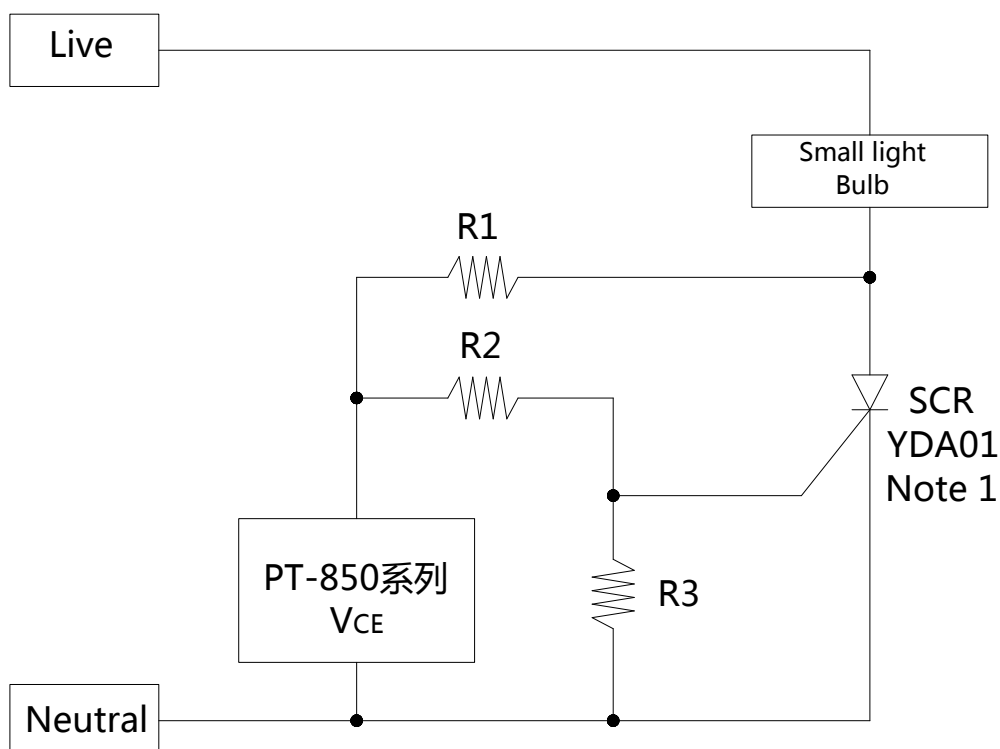 Live
Small light
Bulb
R1
R2
SCR
YDA01
Note 1
PT-850系列
VCE
R3
Neutral